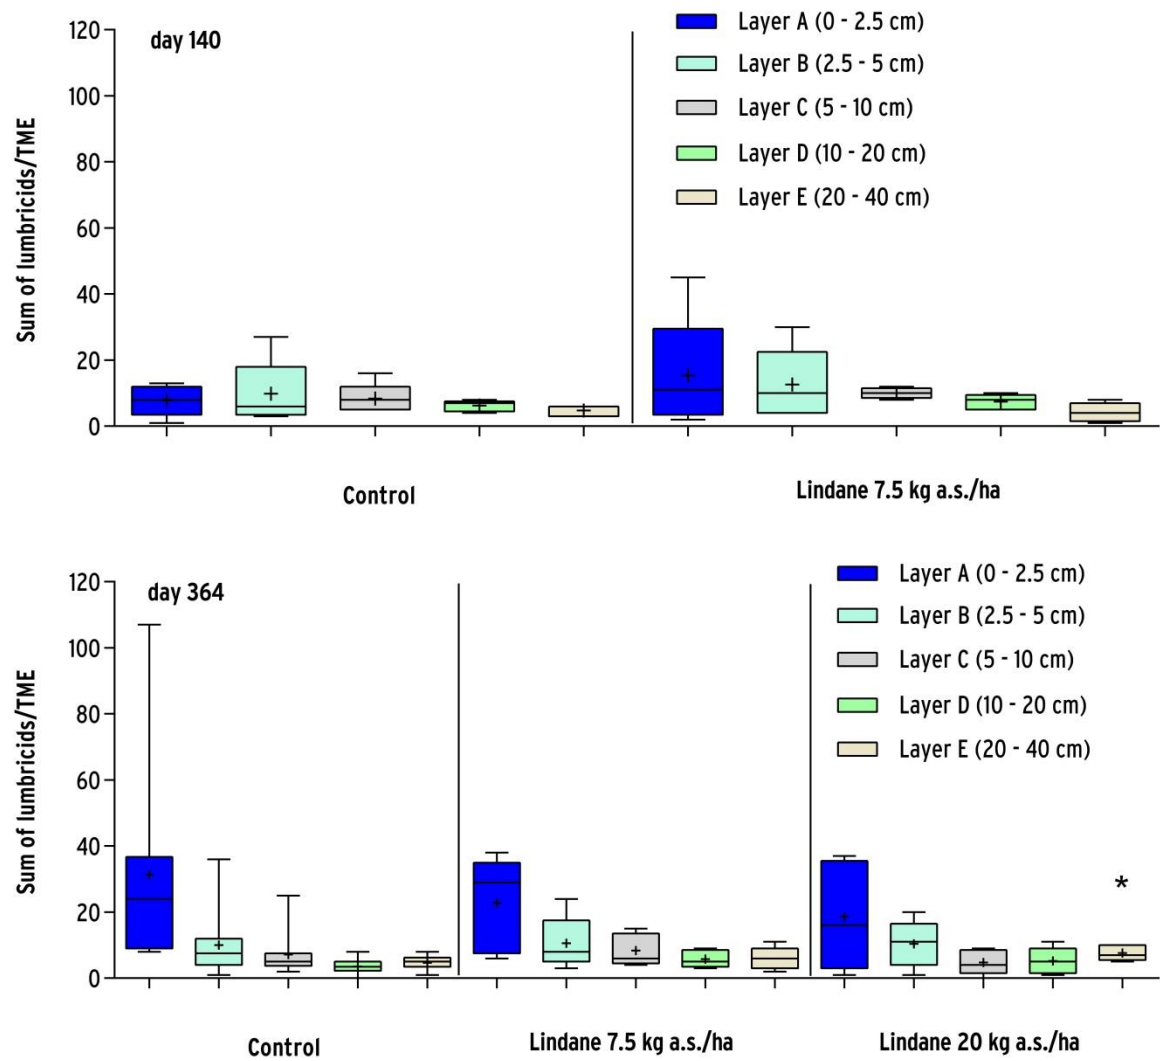 day 140
Sum of lumbricids/TME
120
100
80
60
40
20
0
Layer A (0 - 2.5 cm)
Layer B (2.5 - 5 cm)
Layer C (5 - 10 cm)
Layer D (10 - 20 cm)
Layer E (20 - 40 cm)
Control
Lindane 7.5 kg a.s./ha
day 364
Sum of lumbricids/TME
120
100
80
60
40
20
0
Layer A (0 - 2.5 cm)
Layer B (2.5 - 5 cm)
Layer C (5 - 10 cm)
Layer D (10 - 20 cm)
Layer E (20 - 40 cm)
*
Control
Lindane 7.5 kg a.s./ha
Lindane 20 kg a.s./ha